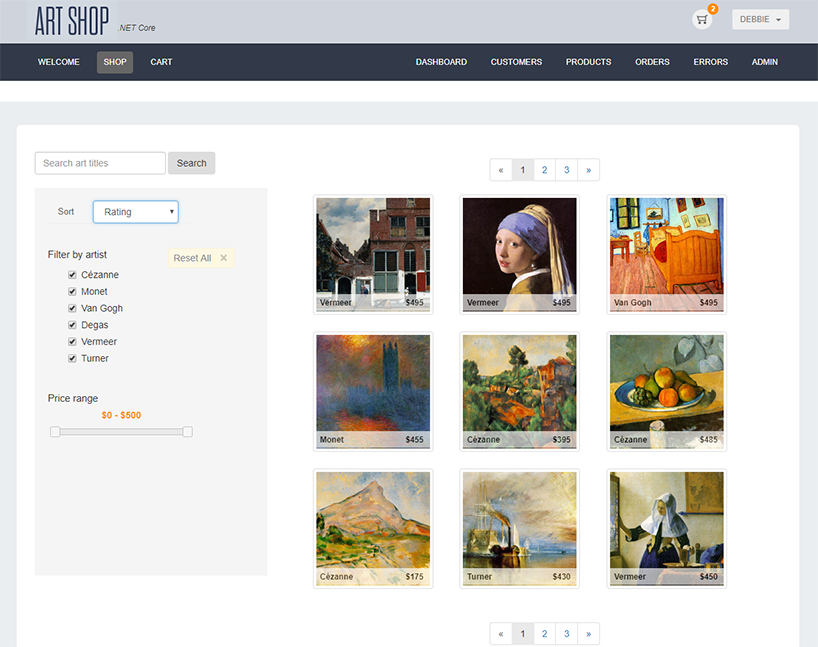 ART SHOP .NET Core
2
DEBBIE
WELCOME SHOP CART DASHBOARD CUSTOMERS PRODUCTS ORDERS ERRORS ADMIN
Search art titles Search
Sort Rating
Filter by artist Reset All ×
Cézanne
Monet
Van Gogh
Degas
Vermeer
Turner
Price range
$0 - $500
« 1 2 3 »
Vermeer $495 Vermeer $495 Van Gogh $495
Monet $455 Cézanne $395 Cézanne $485
Cézanne $175 Turner $430 Vermeer $450
« 1 2 3 »